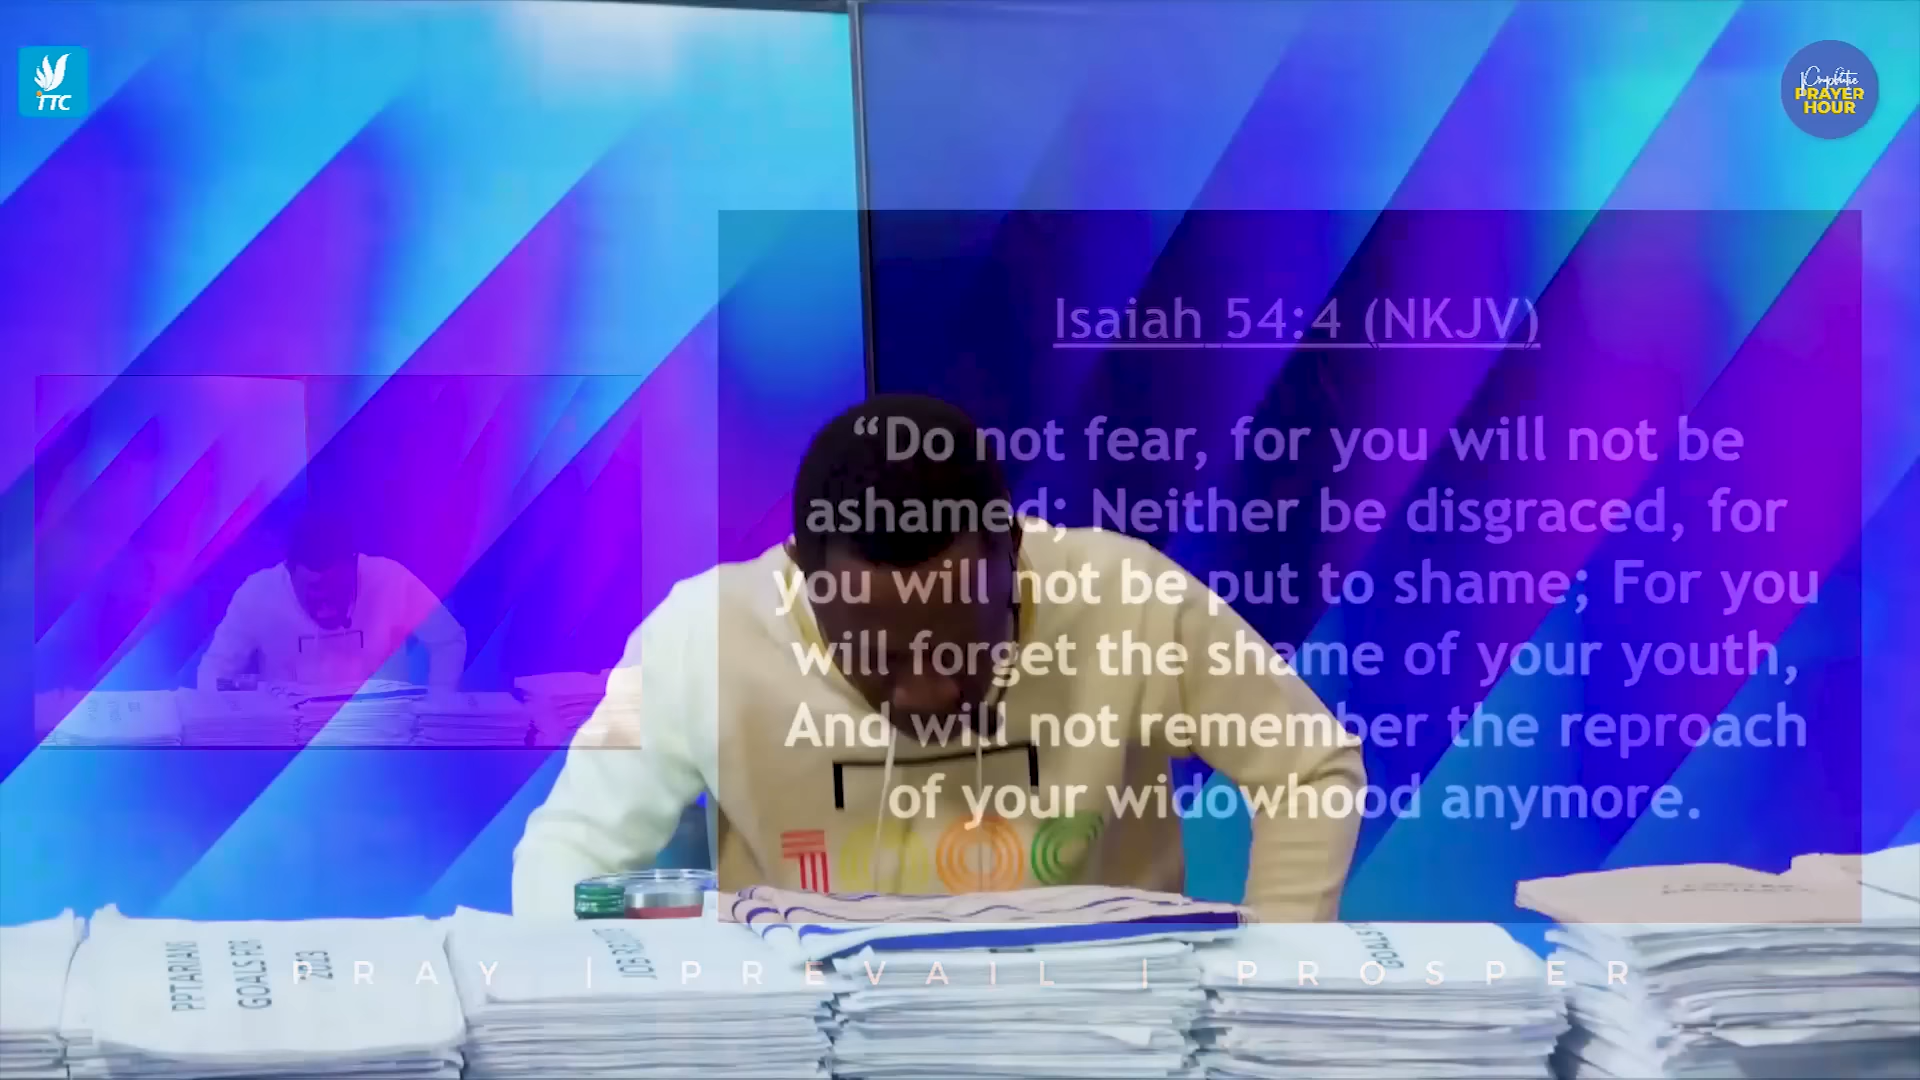 TTC
Prophetic
PRAYER
HOUR
Isaiah 54:4 (NKJV)
“Do not fear, for you will not be
ashamed; Neither be disgraced, for
you will not be put to shame; For you
will forget the shame of your youth,
And will not remember the reproach
of your widowhood anymore.
PPTARIANS
GOALS FOR
2023
PRAY | PREVAIL | PROSPER